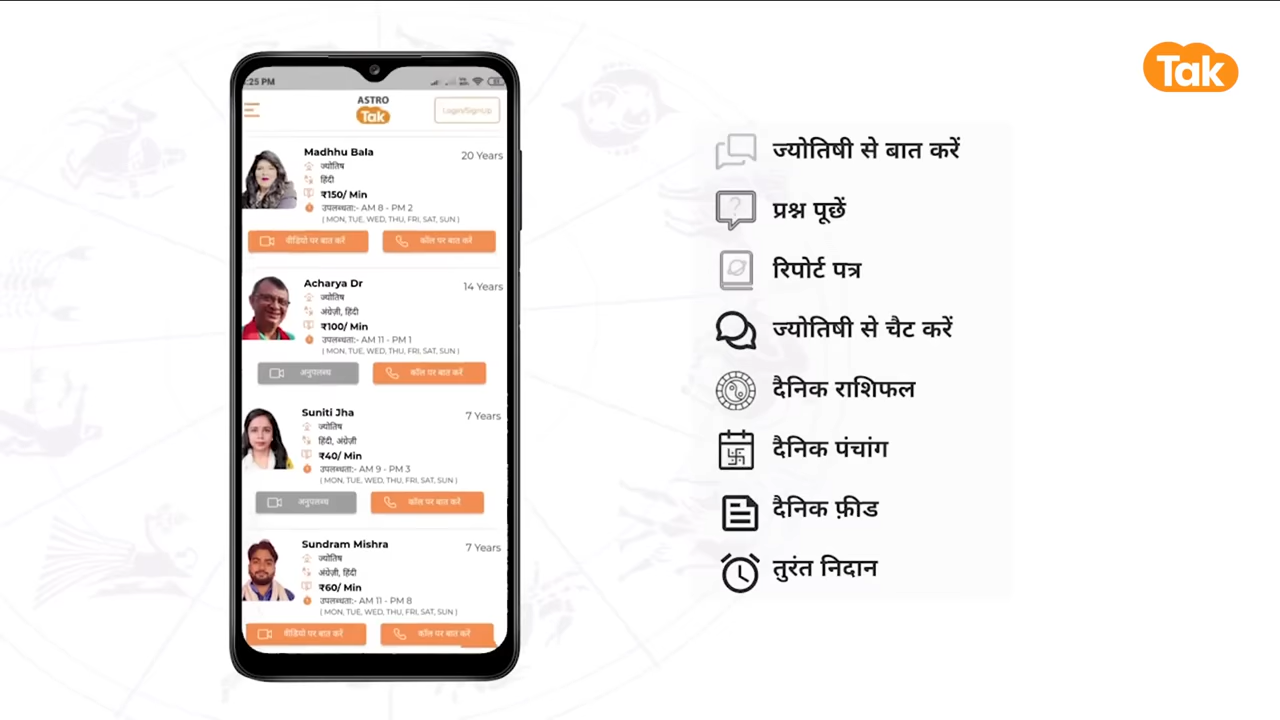 Tak
:25 PM
ASTRO
Tak
Login/SignUp
Madhhu Bala
20 Years
ज्योतिष
हिंदी
₹150/ Min
उपलब्धता:- AM 8 - PM 2
( MON, TUE, WED, THU, FRI, SAT, SUN )
वीडियो पर बात करें
कॉल पर बात करें
Acharya Dr
14 Years
ज्योतिष
अंग्रेज़ी, हिंदी
₹100/ Min
उपलब्धता:- AM 11 - PM 1
( MON, TUE, WED, THU, FRI, SAT, SUN )
अनुपलब्ध
कॉल पर बात करें
Suniti Jha
7 Years
ज्योतिष
हिंदी, अंग्रेज़ी
₹40/ Min
उपलब्धता:- AM 9 - PM 3
( MON, TUE, WED, THU, FRI, SAT, SUN )
अनुपलब्ध
कॉल पर बात करें
Sundram Mishra
7 Years
ज्योतिष
अंग्रेज़ी, हिंदी
₹60/ Min
उपलब्धता:- AM 11 - PM 8
( MON, TUE, WED, THU, FRI, SAT, SUN )
वीडियो पर बात करें
कॉल पर बात करें
ज्योतिषी से बात करें
प्रश्न पूछें
रिपोर्ट पत्र
ज्योतिषी से चैट करें
दैनिक राशिफल
दैनिक पंचांग
दैनिक फ़ीड
तुरंत निदान